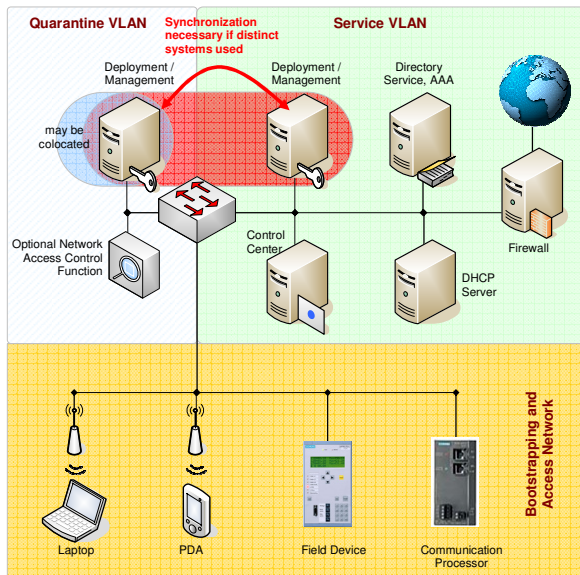 Quarantine VLAN
Synchronization
necessary if distinct
systems used
Service VLAN
Deployment /
Management
Deployment /
Management
Directory
Service, AAA
may be
colocated
Optional Network
Access Control
Function
Control
Center
DHCP
Server
Firewall
Bootstrapping and
Access Network
Laptop
PDA
Field Device
Communication
Processor